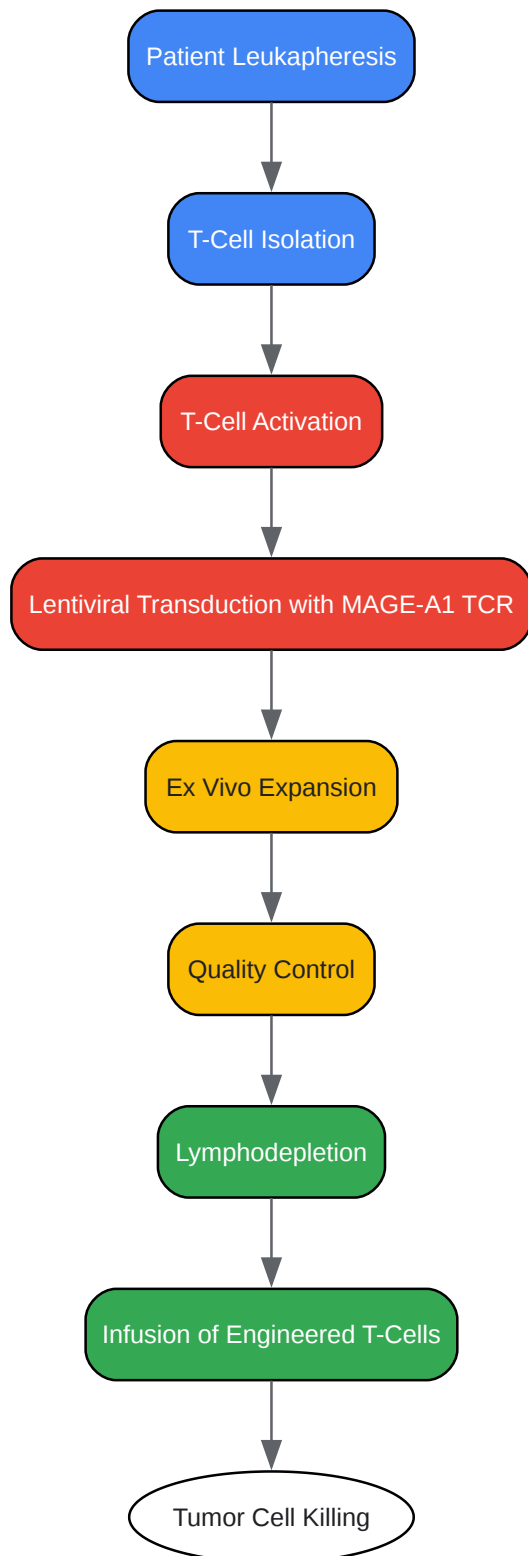 Patient Leukapheresis
T-Cell Isolation
T-Cell Activation
Lentiviral Transduction with MAGE-A1 TCR
Ex Vivo Expansion
Quality Control
Lymphodepletion
Infusion of Engineered T-Cells
Tumor Cell Killing